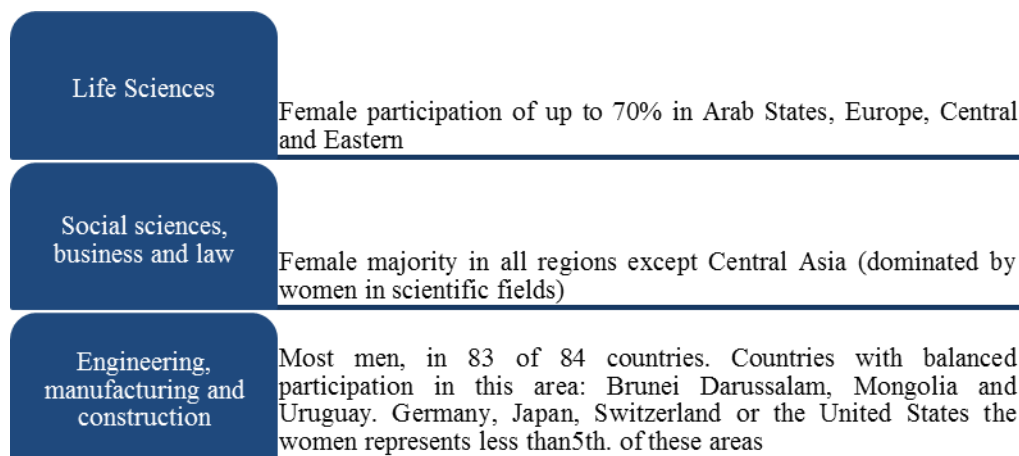 Life Sciences
Female participation of up to 70% in Arab States, Europe, Central
and Eastern
Social sciences,
business and law
Female majority in all regions except Central Asia (dominated by
women in scientific fields)
Engineering,
manufacturing and
construction
Most men, in 83 of 84 countries. Countries with balanced
participation in this area: Brunei Darussalam, Mongolia and
Uruguay. Germany, Japan, Switzerland or the United States the
women represents less than5th. of these areas